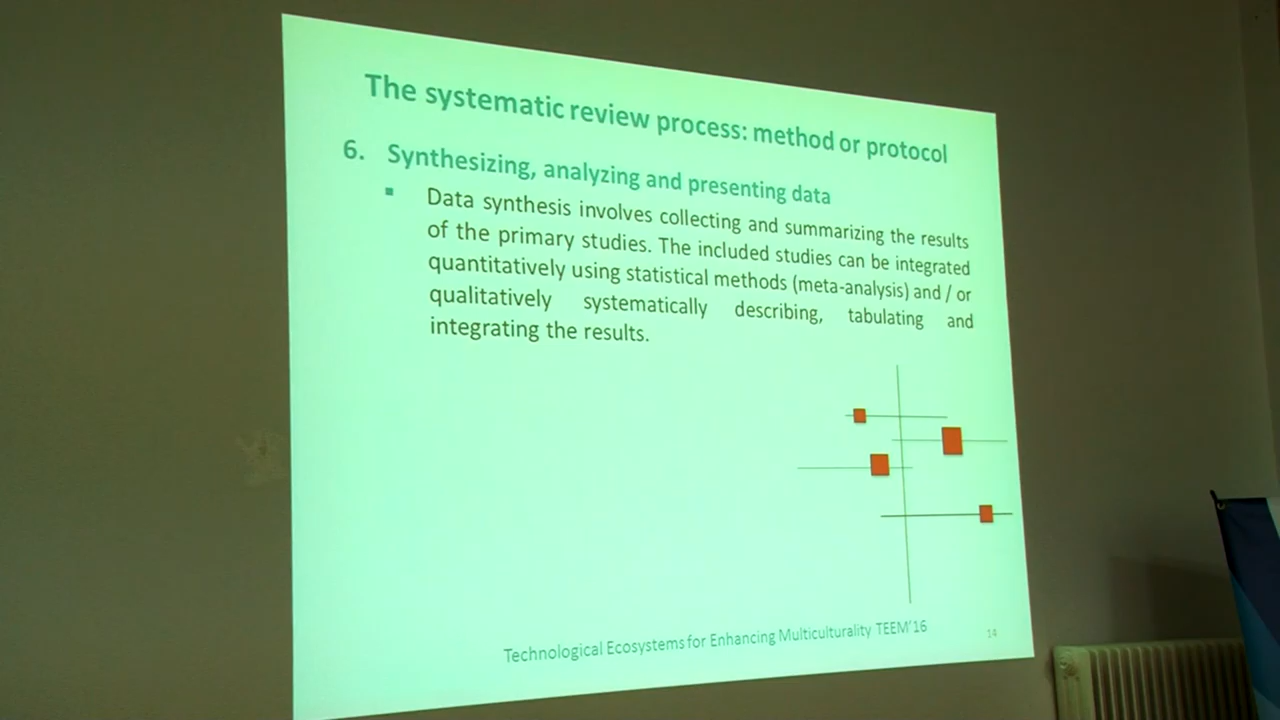 The systematic review process: method or protocol
6. Synthesizing, analyzing and presenting data
▪ Data synthesis involves collecting and summarizing the results
of the primary studies. The included studies can be integrated
quantitatively using statistical methods (meta-analysis) and / or
qualitatively systematically describing, tabulating and
integrating the results.
Technological Ecosystems for Enhancing Multiculturality TEEM'16
14